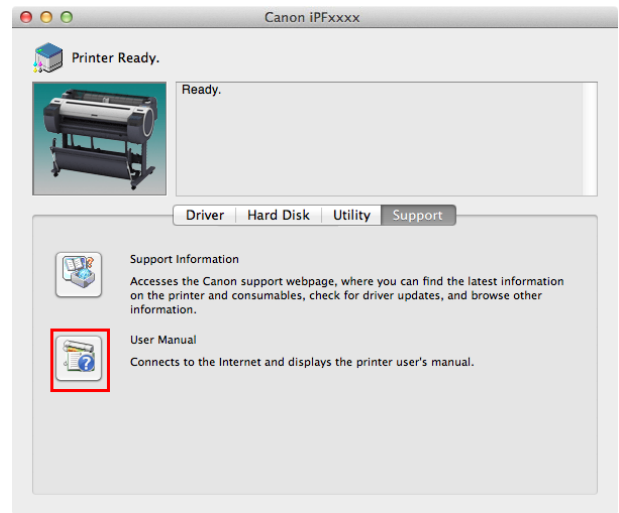 Canon iPFxxxx
Printer Ready.
Ready.
Driver Hard Disk Utility Support
Support Information
Accesses the Canon support webpage, where you can find the latest information
on the printer and consumables, check for driver updates, and browse other
information.
User Manual
Connects to the Internet and displays the printer user's manual.